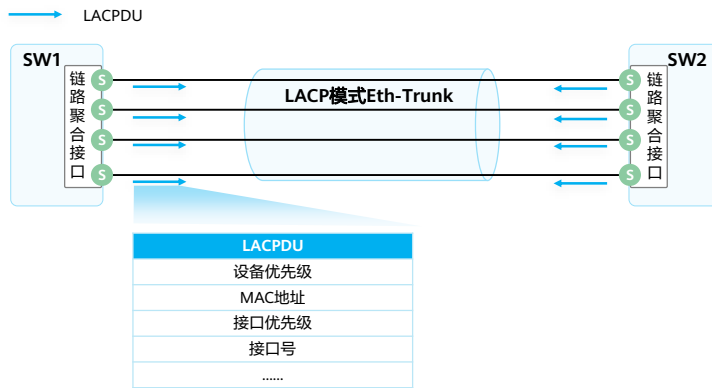 LACPDU
SW1
SW2
链路聚合接口
S
S
S
S
LACP模式Eth-Trunk
S
S
S
S
链路聚合接口
LACPDU
设备优先级
MAC地址
接口优先级
接口号
......